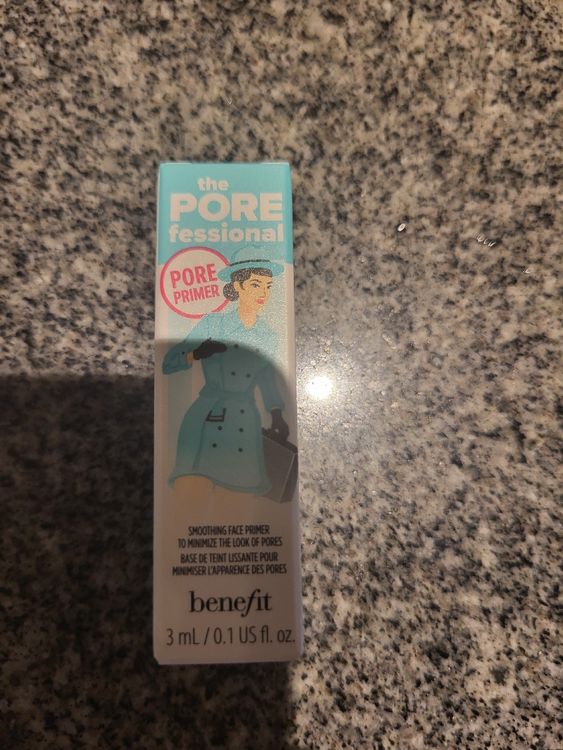 the
PORE
fessional
PORE
PRIMER
SMOOTHING FACE PRIMER
TO MINIMIZE THE LOOK OF PORES
BASE DE TEINT LISSANTE POUR
MINIMISER L'APPARENCE DES PORES
benefit
3 mL / 0.1 US fl. oz.